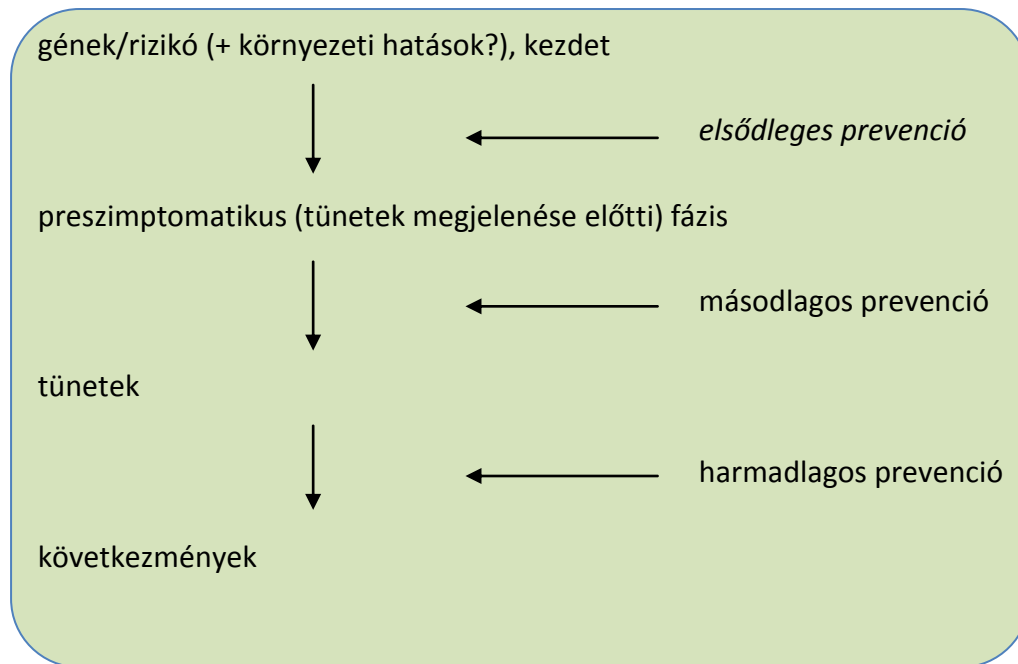 gének/rizikó (+ környezeti hatások?), kezdet
elsődleges prevenció
preszimptomatikus (tünetek megjelenése előtti) fázis
másodlagos prevenció
tünetek
harmadlagos prevenció
következmények